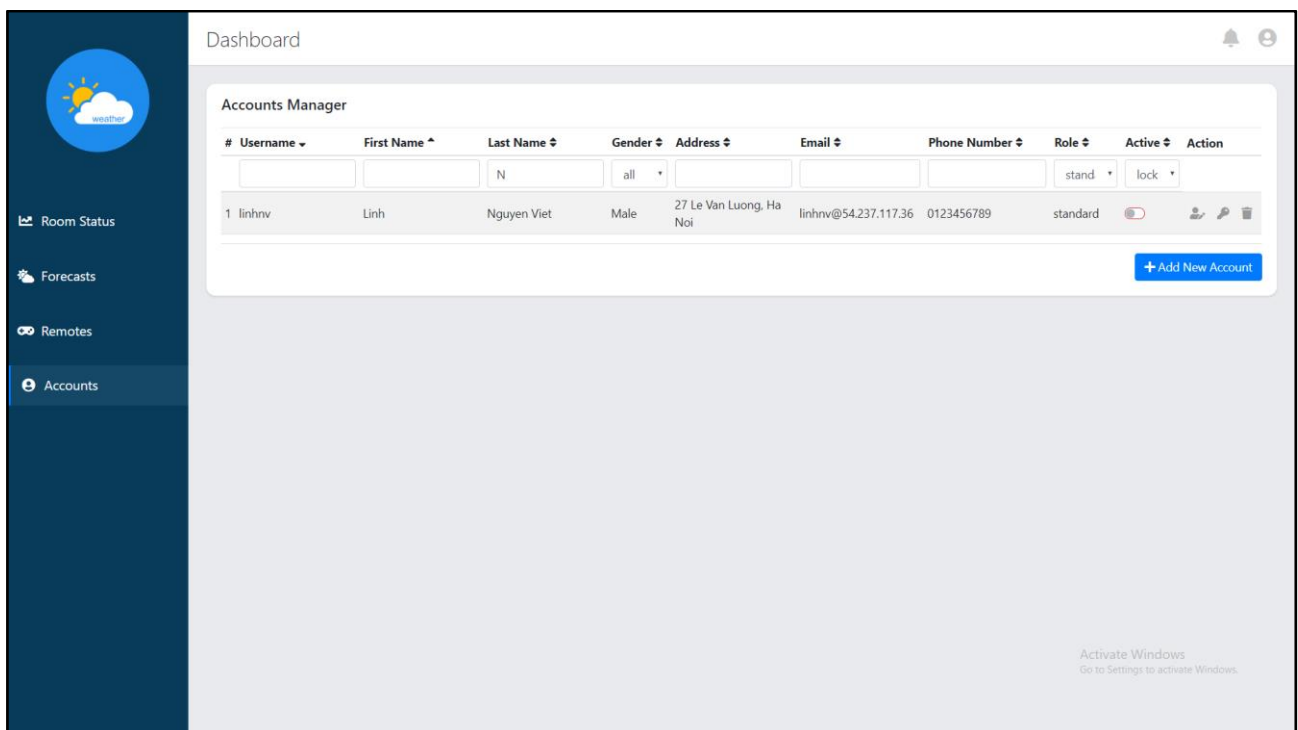 Dashboard
weather
Room Status
Forecasts
Remotes
Accounts
Accounts Manager
# Username First Name Last Name Gender Address Email Phone Number Role Active Action
N all stand lock
1 linhnv Linh Nguyen Viet Male 27 Le Van Luong, Ha linhnv@54.237.117.36 0123456789 standard
Noi
+ Add New Account
Activate Windows
Go to Settings to activate Windows.